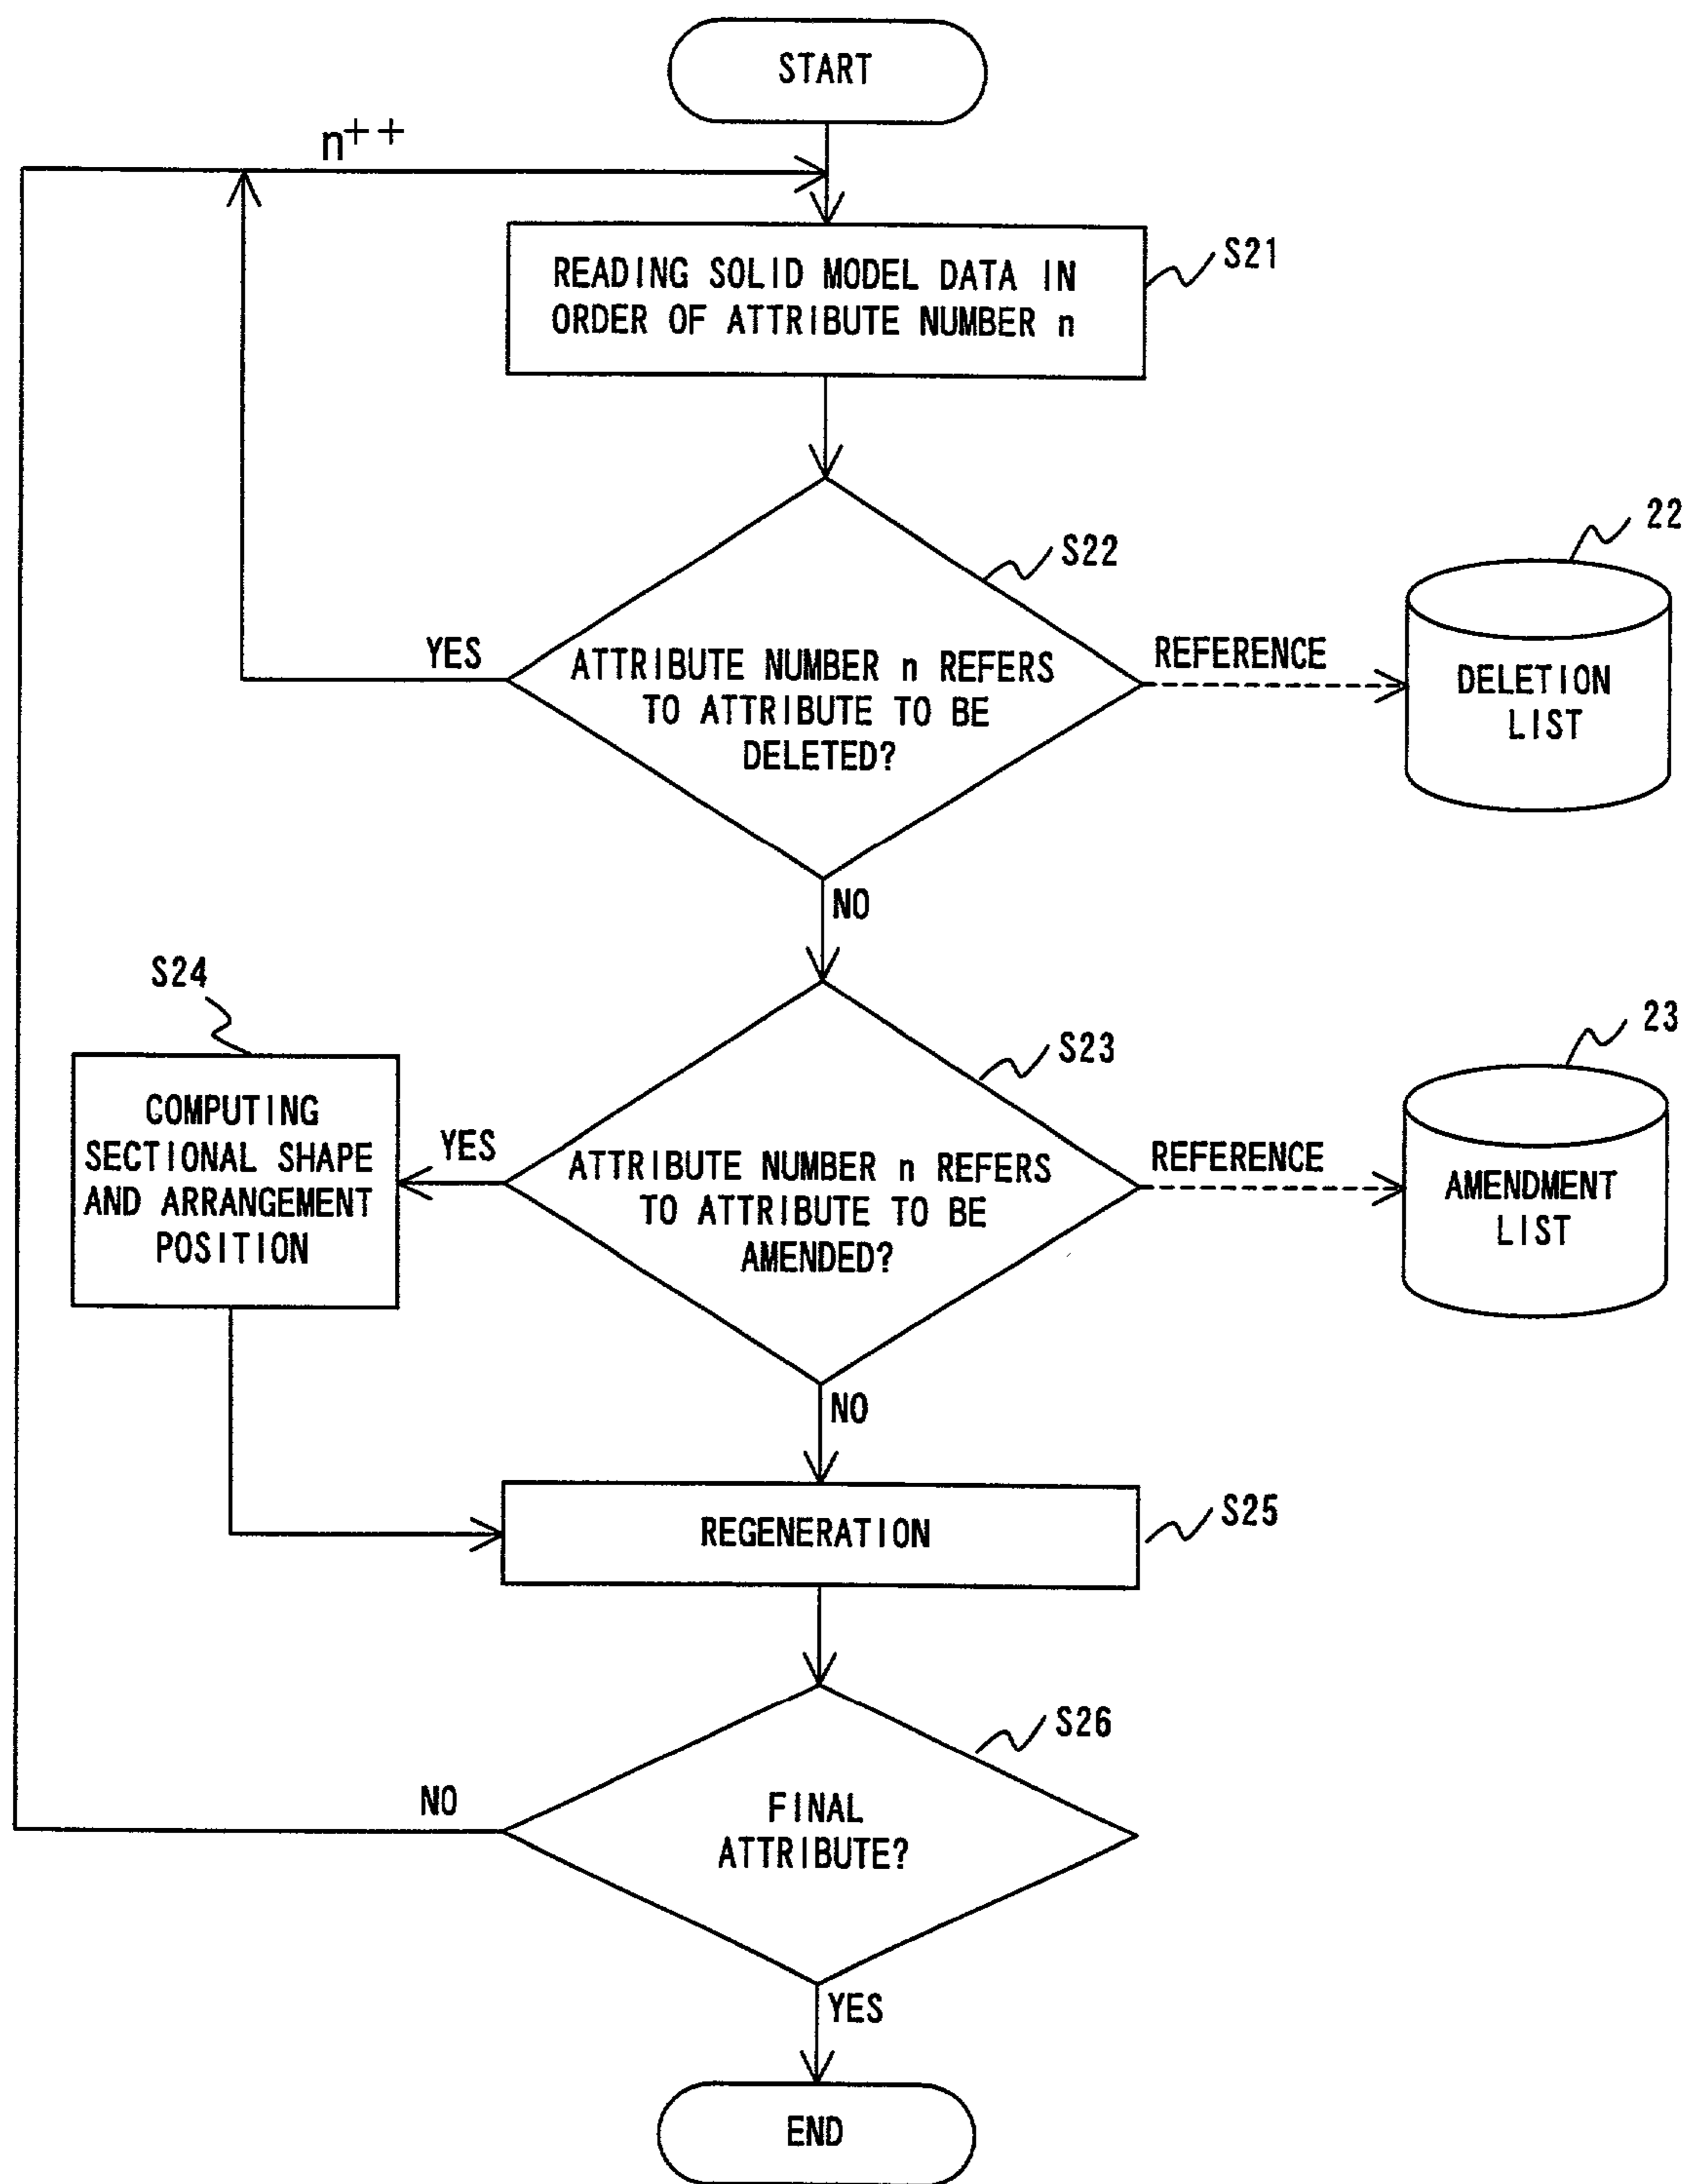 START
n++
READING SOLID MODEL DATA IN
ORDER OF ATTRIBUTE NUMBER n
S21
S22
22
YES
ATTRIBUTE NUMBER n REFERS
TO ATTRIBUTE TO BE
DELETED?
REFERENCE
DELETION
LIST
NO
S24
S23
23
COMPUTING
SECTIONAL SHAPE
AND ARRANGEMENT
POSITION
YES
ATTRIBUTE NUMBER n REFERS
TO ATTRIBUTE TO BE
AMENDED?
REFERENCE
AMENDMENT
LIST
NO
REGENERATION
S25
S26
NO
FINAL
ATTRIBUTE?
YES
END